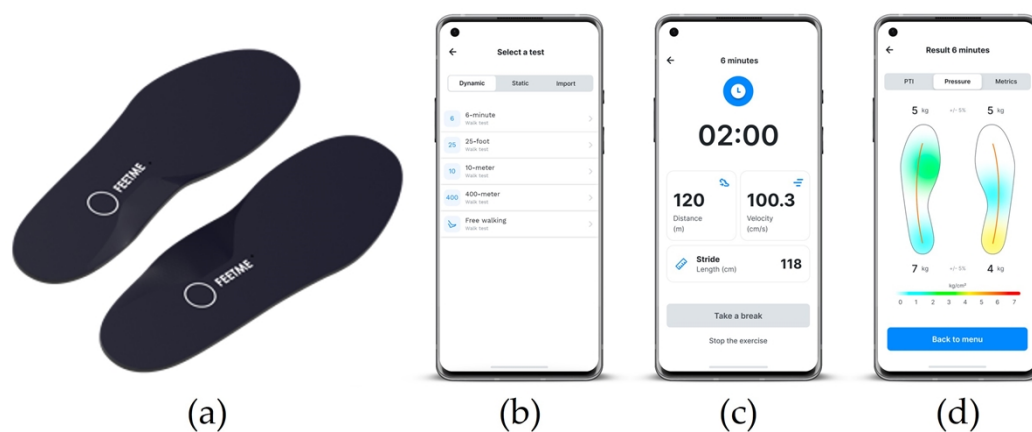 FEETME
FEETME
(a)
Select a test
Dynamic Static Import
6 6-minute
Walk test
25 25-foot
Walk test
10 10-meter
Walk test
400 400-meter
Walk test
Free walking
Walk test
(b)
6 minutes
02:00
120 100.3
Distance Velocity
(m) (cm/s)
Stride
Length (cm) 118
Take a break
Stop the exercise
(c)
Result 6 minutes
PTI Pressure Metrics
5 kg +/- 5% 5 kg
7 kg +/- 5% 4 kg
kg/cm²
0 1 2 3 4 5 6 7
Back to menu
(d)